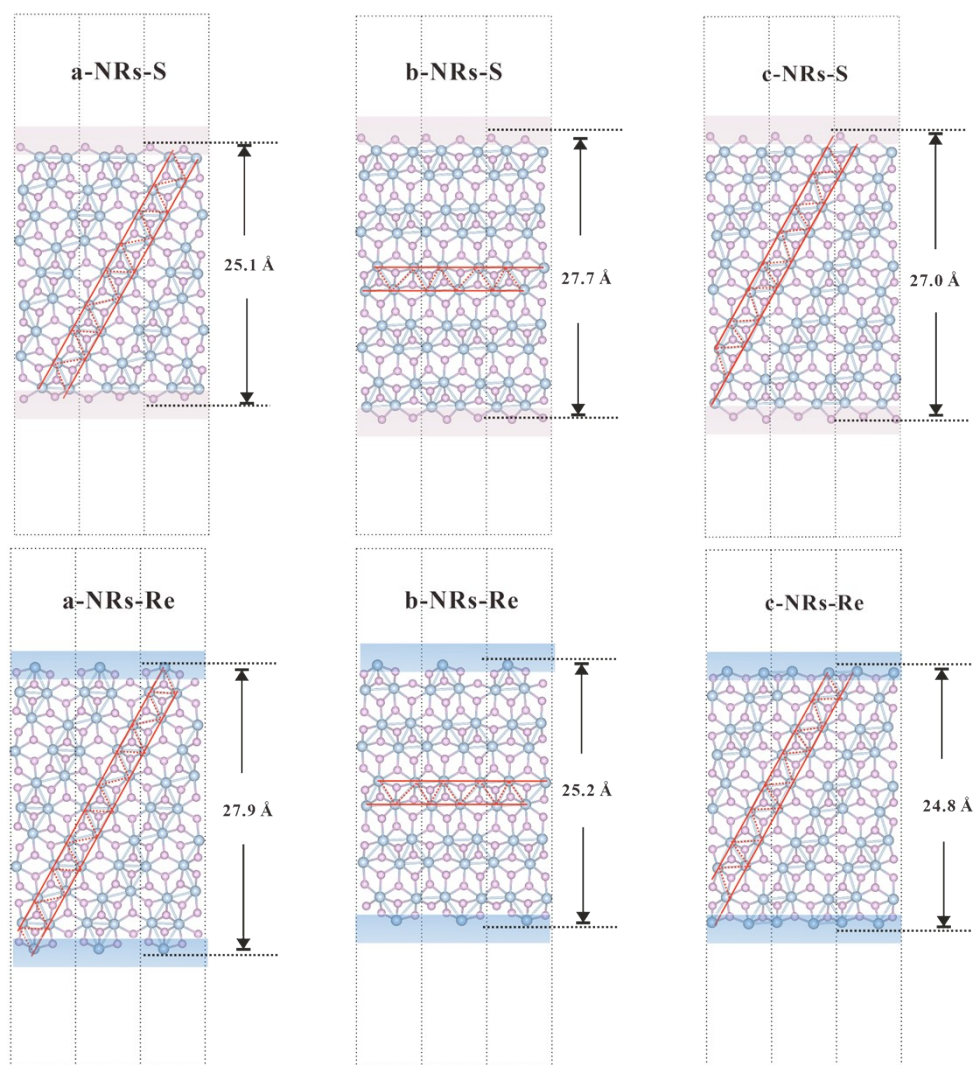 a-NRs-S
b-NRs-S
c-NRs-S
25.1 Å
27.7 Å
27.0 Å
a-NRs-Re
b-NRs-Re
c-NRs-Re
27.9 Å
25.2 Å
24.8 Å